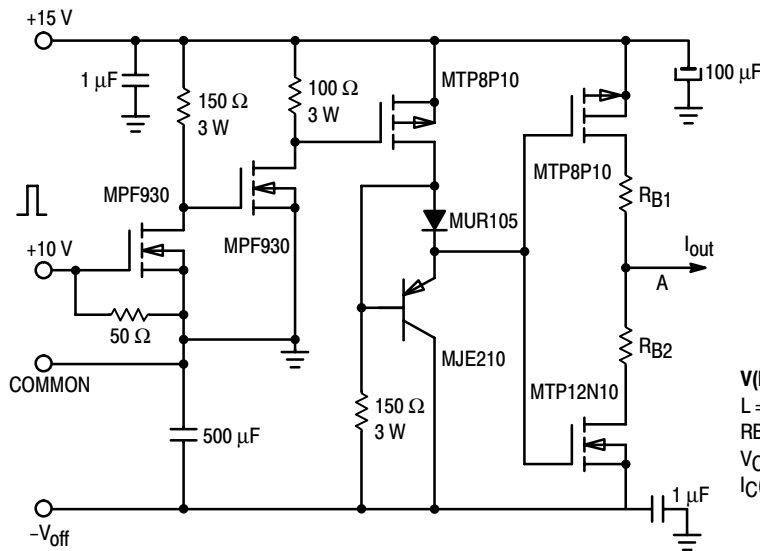 +15 V
1 µF
150 Ω
3 W
100 Ω
3 W
MTP8P10
100 µF
MPF930
MPF930
MTP8P10
RB1
MUR105
+10 V
Iout
A
50 Ω
COMMON
MJE210
RB2
MTP12N10
150 Ω
3 W
500 µF
1 µF
–Voff
L =